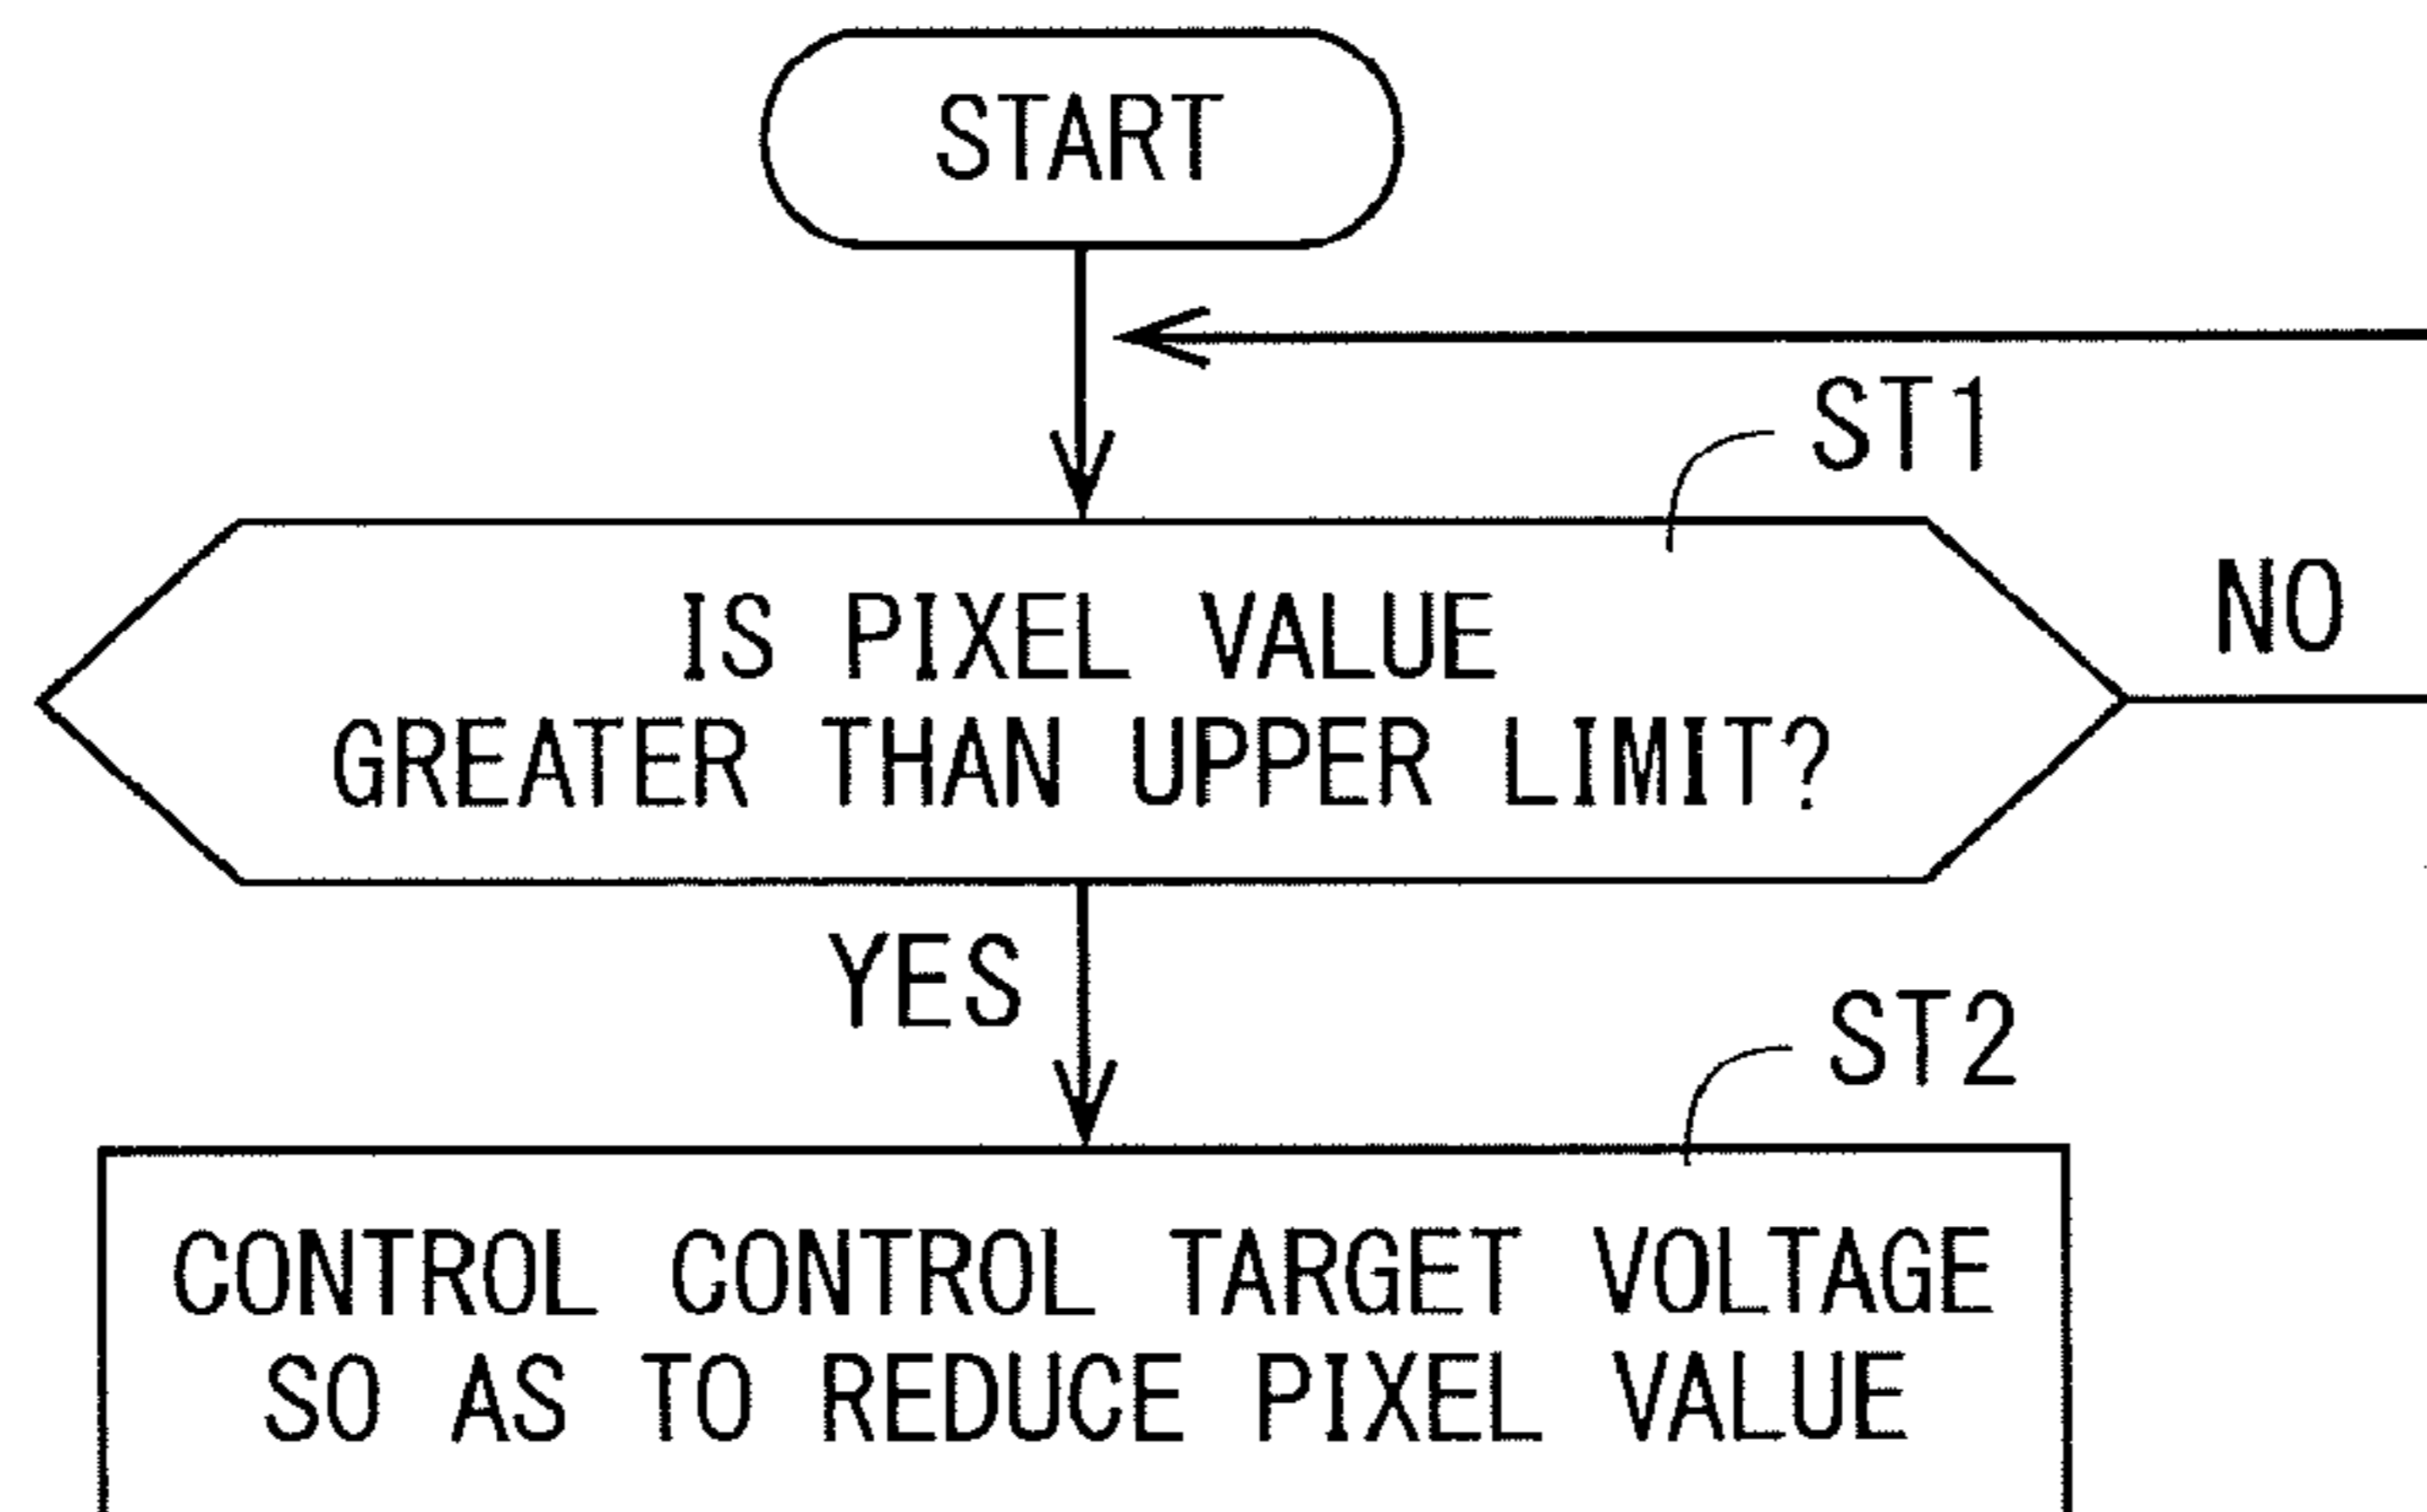 START
ST1
IS PIXEL VALUE
GREATER THAN UPPER LIMIT?
NO
YES
ST2
CONTROL CONTROL TARGET VOLTAGE
SO AS TO REDUCE PIXEL VALUE